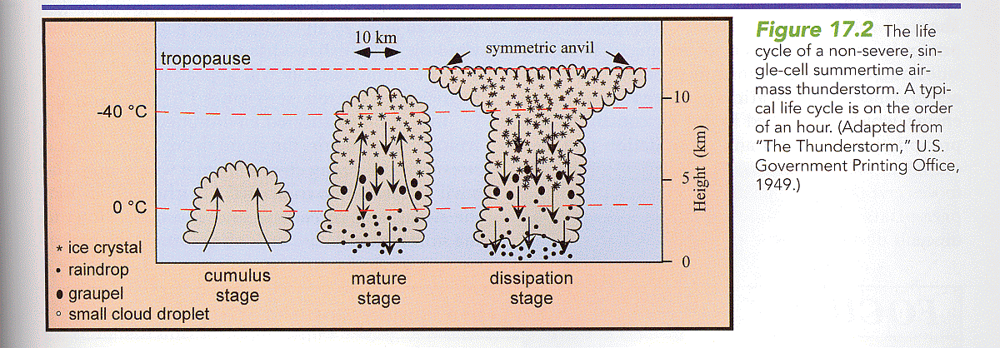 10 km
symmetric anvil
tropopause
-40 °C
10
5
Height (km)
0 °C
0
* ice crystal
• raindrop
graupel
° small cloud droplet
cumulus
stage
mature
stage
dissipation
stage
Figure 17.2 The life
cycle of a non-severe, sin-
gle-cell summertime air-
mass thunderstorm. A typi-
cal life cycle is on the order
of an hour. (Adapted from
"The Thunderstorm," U.S.
Government Printing Office,
1949.)